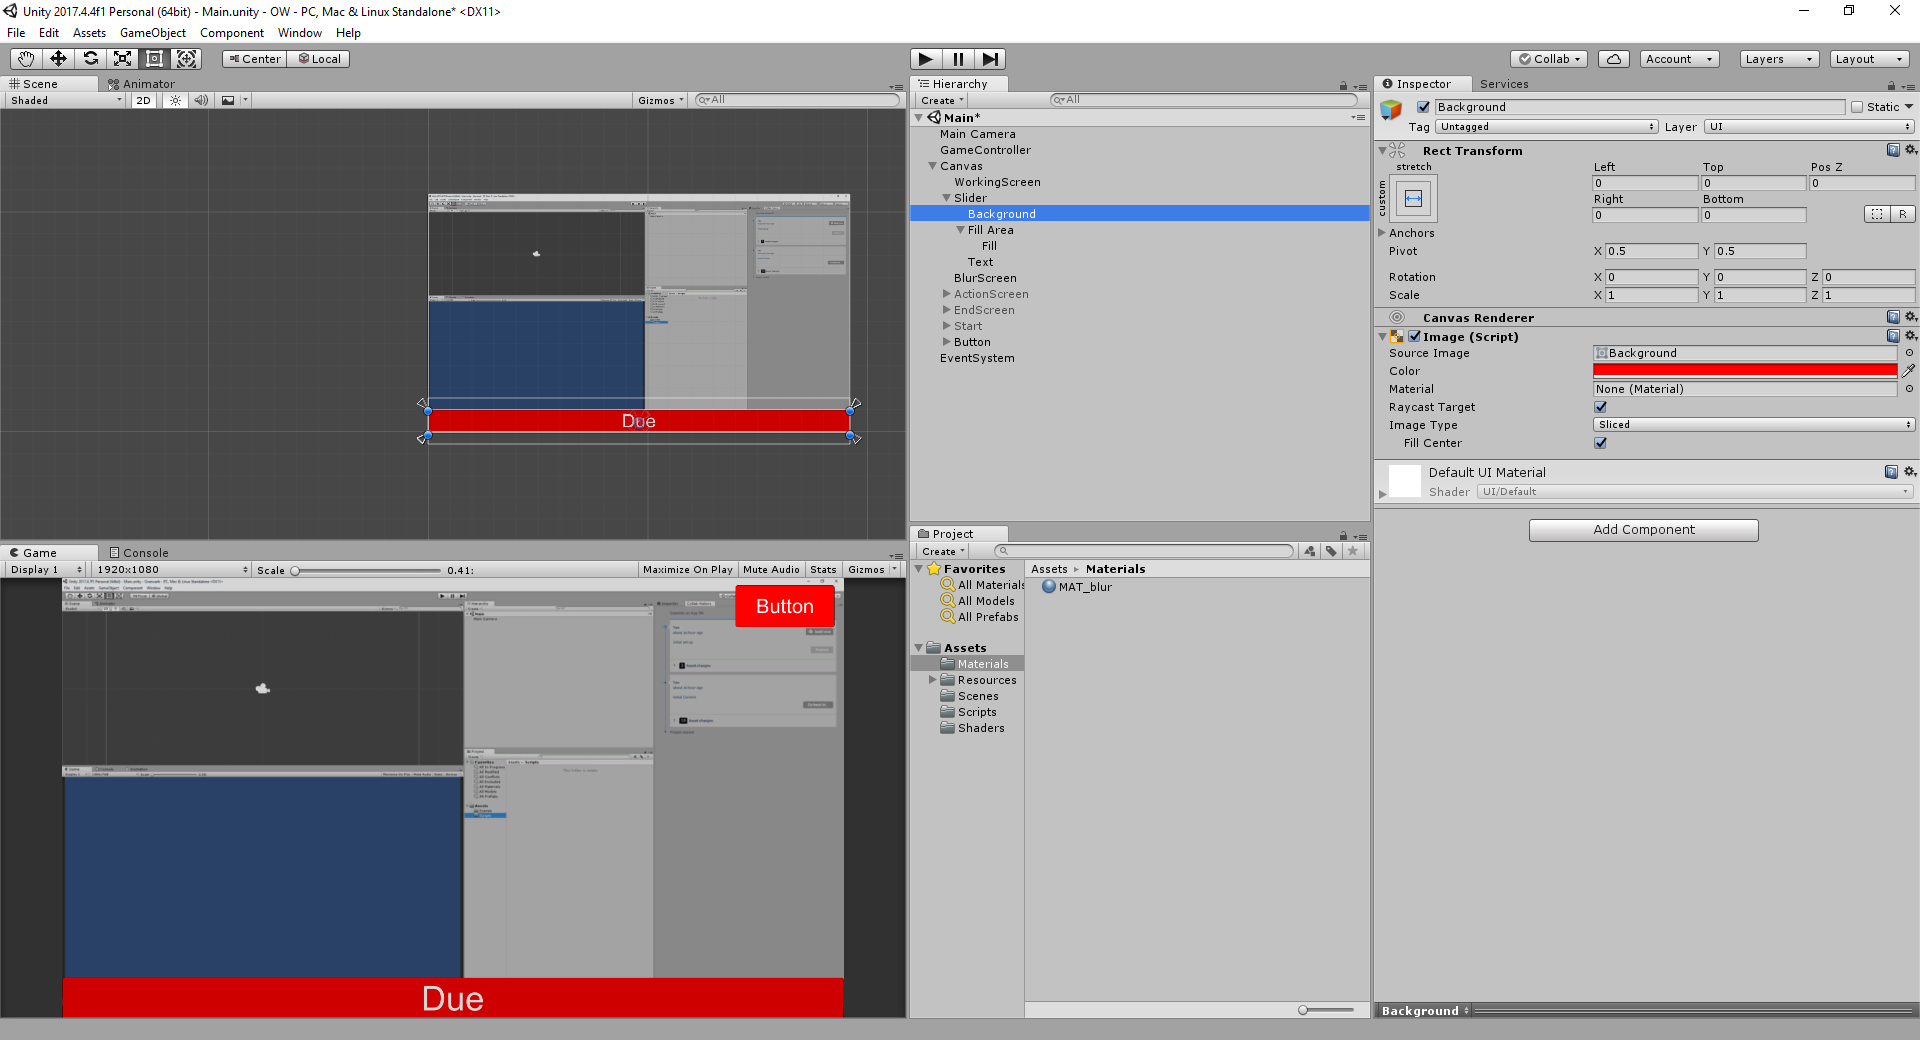 Unity 2017.4.4f1 Personal (64bit) - Main.unity - OW - PC, Mac & Linux Standalone* <DX11>
File Edit Assets GameObject Component Window Help
Center Local
Collab Account Layers Layout
Scene Animator
Shaded 2D Gizmos All
Due
Game Console
Display 1 1920x1080 Scale 0.41: Maximize On Play Mute Audio Stats Gizmos
Button
Due
Hierarchy
Create All
Main*
Main Camera
GameController
Canvas
WorkingScreen
Slider
Background
Fill Area
Fill
Text
BlurScreen
ActionScreen
EndScreen
Start
Button
EventSystem
Project
Create
Favorites
All Materials
All Models
All Prefabs
Assets
Materials
Resources
Scenes
Scripts
Shaders
Assets Materials
MAT_blur
Inspector Services
Background Static
Tag Untagged Layer UI
Rect Transform
stretch
custom
Left Top Pos Z
0 0 0
Right Bottom
0 0 R
Anchors
Pivot X 0.5 Y 0.5
Rotation X 0 Y 0 Z 0
Scale X 1 Y 1 Z 1
Canvas Renderer
Image (Script)
Source Image Background
Color
Material None (Material)
Raycast Target
Image Type Sliced
Fill Center
Default UI Material
Shader UI/Default
Add Component
Background